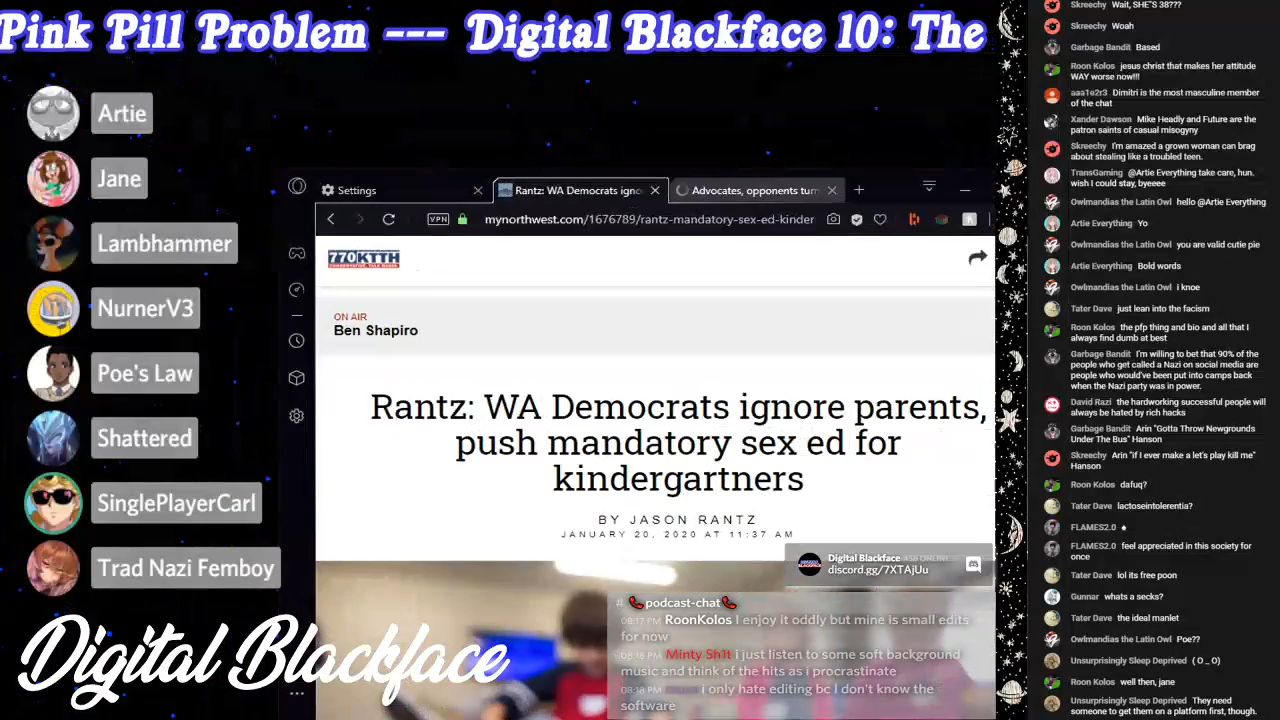 Pink Pill Problem --- Digital Blackface 10: The
Artie
Jane
Lambhammer
NurnerV3
Poe's Law
Shattered
SinglePlayerCarl
Trad Nazi Femboy
Digital Blackface
Settings
Rantz: WA Democrats igno
Advocates, opponents turn
VPN
mynorthwest.com/1676789/rantz-mandatory-sex-ed-kinder
770KTTH
ON AIR
Ben Shapiro
Rantz: WA Democrats ignore parents,
push mandatory sex ed for
kindergartners
BY JASON RANTZ
JANUARY 20, 2020 AT 11:37 AM
Digital Blackface
discord.gg/7XTAjUu
# podcast-chat
08:17 PM RoonKolos I enjoy it oddly but mine is small edits
for now
08:18 PM Minty Sh1t i just listen to some soft background
music and think of the hits as i procrastinate
08:18 PM i only hate editing bc I don't know the
software
Skreechy Wait, SHE"S 38???
Skreechy Woah
Garbage Bandit Based
Roon Kolos jesus christ that makes her attitude
WAY worse now!!!
aaa1e2r3 Dimitri is the most masculine member
of the chat
Xander Dawson Mike Headly and Future are the
patron saints of casual misogyny
Skreechy I'm amazed a grown woman can brag
about stealing like a troubled teen.
TransGaming @Artie Everything take care, hun.
wish I could stay, byeeee
Owlmandias the Latin Owl hello @Artie Everything
Artie Everything Yo
Owlmandias the Latin Owl you are valid cutie pie
Artie Everything Bold words
Owlmandias the Latin Owl i knoe
Tater Dave just lean into the facism
Roon Kolos the pfp thing and bio and all that I
always find dumb at best
Garbage Bandit I'm willing to bet that 90% of the
people who get called a Nazi on social media are
people who would've been put into camps back
when the Nazi party was in power.
David Razi the hardworking successful people will
always be hated by rich hacks
Garbage Bandit Arin "Gotta Throw Newgrounds
Under The Bus" Hanson
Skreechy Arin "if I ever make a let's play kill me"
Hanson
Roon Kolos dafuq?
Tater Dave lactoseintolerentia?
FLAMES2.0 ♠
FLAMES2.0 feel appreciated in this society for
once
Tater Dave lol its free poon
Gunnar whats a secks?
Tater Dave the ideal manlet
Owlmandias the Latin Owl Poe??
Unsurprisingly Sleep Deprived ( 0 _ 0 )
Roon Kolos well then, jane
Unsurprisingly Sleep Deprived They need
someone to get them on a platform first, though.